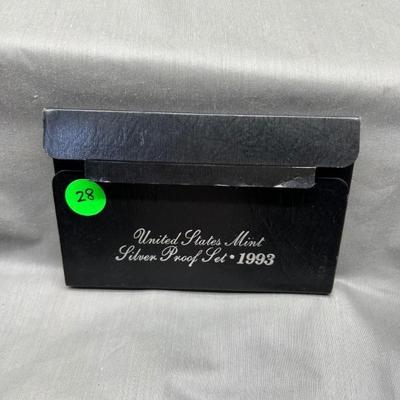 28
United States Mint
Silver Proof Set • 1993